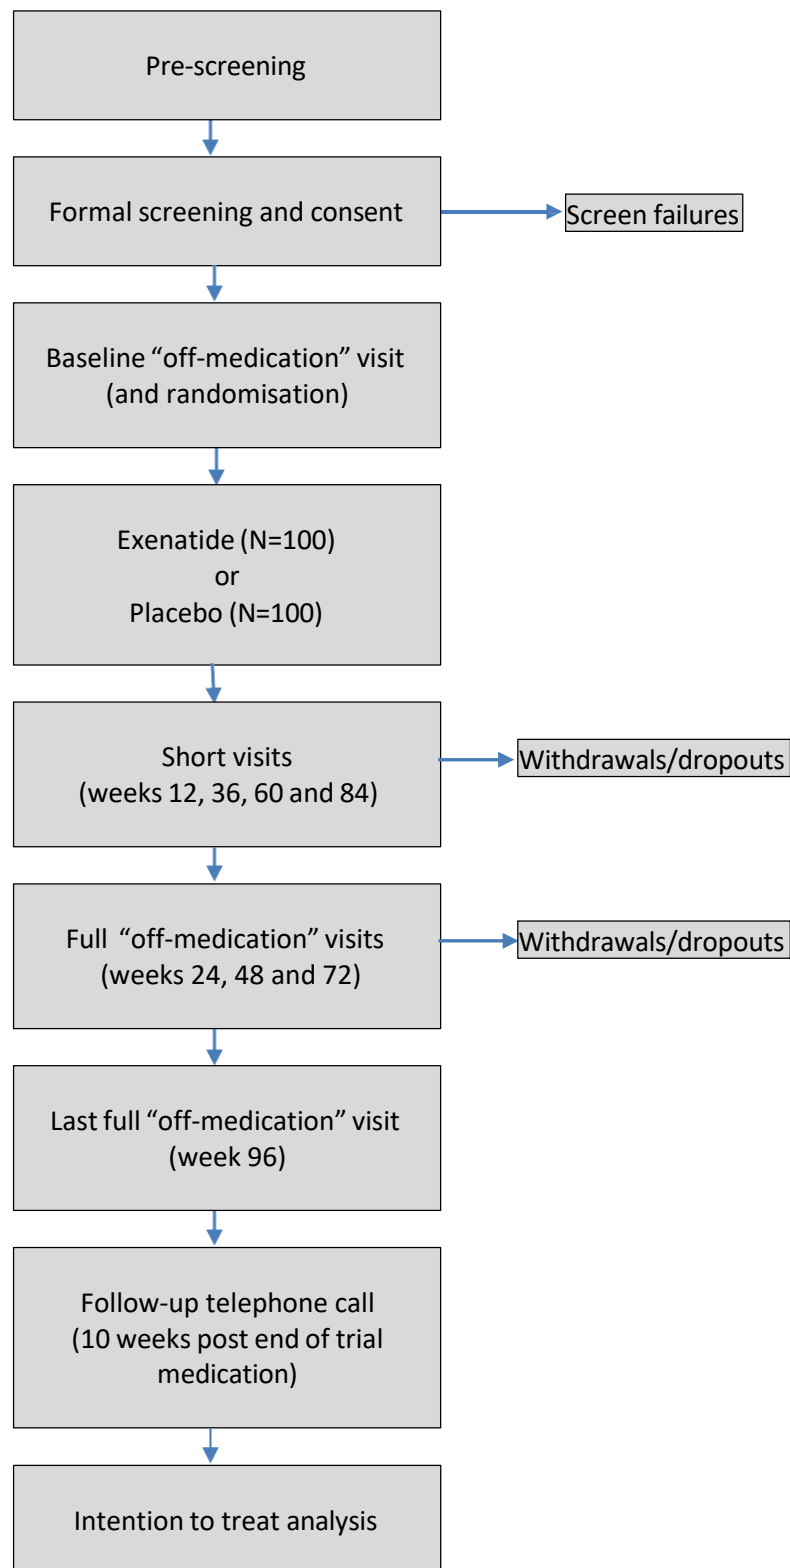 Pre-screening
Formal screening and consent
Screen failures
Baseline “off-medication” visit
(and randomisation)
Exenatide (N=100)
or
Placebo (N=100)
Short visits
(weeks 12, 36, 60 and 84)
Withdrawals/dropouts
Full “off-medication” visits
(weeks 24, 48 and 72)
Withdrawals/dropouts
Last full “off-medication” visit
(week 96)
Follow-up telephone call
(10 weeks post end of trial
medication)
Intention to treat analysis